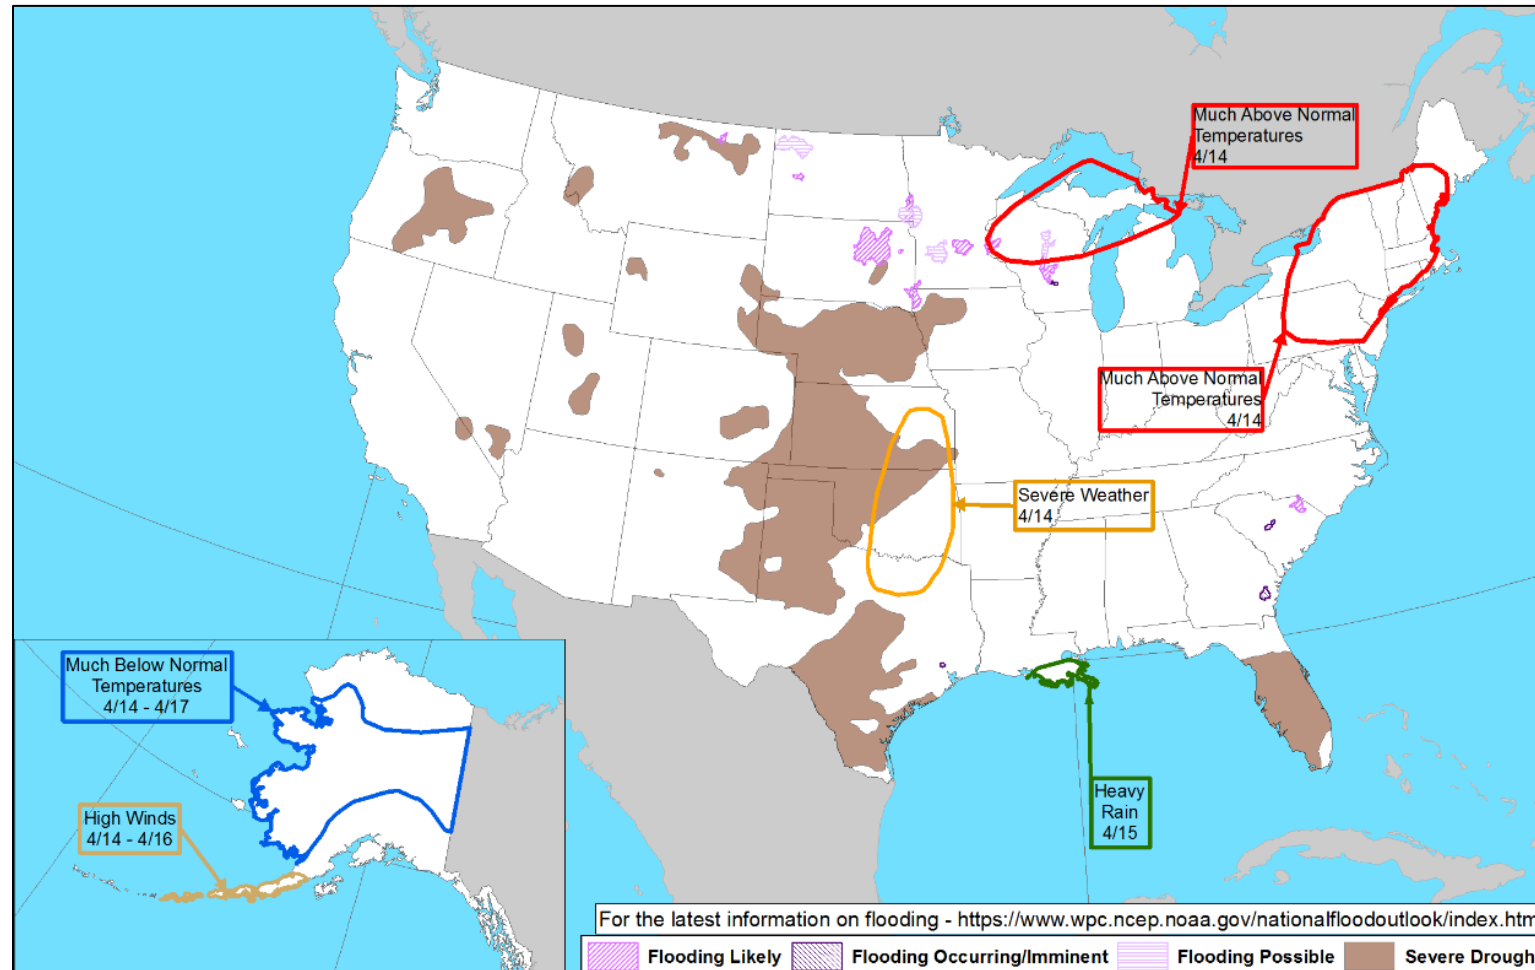 Much Above Normal
Temperatures
4/14
Much Above Normal
Temperatures
4/14
Severe Weather
4/14
Much Below Normal
Temperatures
4/14 - 4/17
High Winds
4/14 - 4/16
Heavy
Rain
4/15
For the latest information on flooding - https://www.wpc.ncep.noaa.gov/nationalfloodoutlook/index.htm
Flooding Likely
Flooding Occurring/Imminent
Flooding Possible
Severe Drough